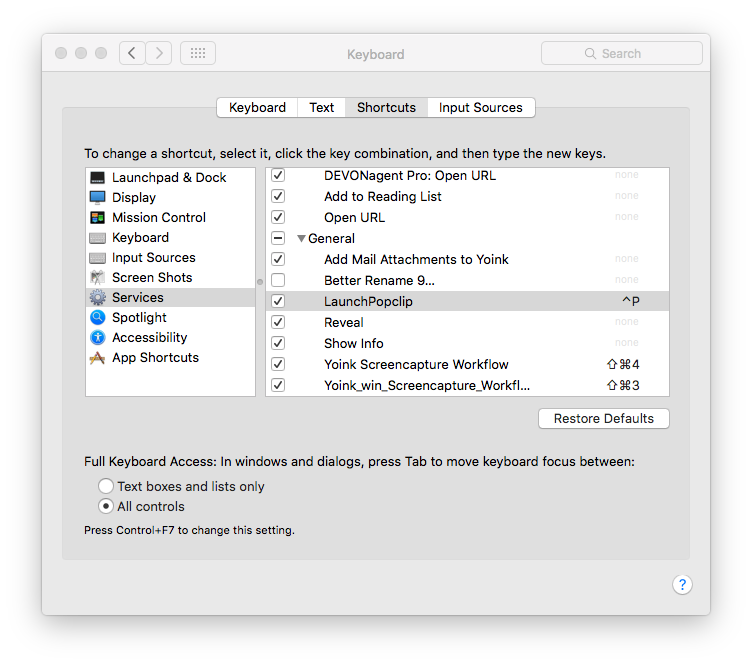 Keyboard
Search
Keyboard Text Shortcuts Input Sources
To change a shortcut, select it, click the key combination, and then type the new keys.
Launchpad & Dock
Display
Mission Control
Keyboard
Input Sources
Screen Shots
Services
Spotlight
Accessibility
App Shortcuts
DEVONagent Pro: Open URL none
Add to Reading List none
Open URL none
General
Add Mail Attachments to Yoink none
Better Rename 9... none
LaunchPopclip ^P
Reveal none
Show Info none
Yoink Screencapture Workflow ⇧⌘4
Yoink_win_Screencapture_Workfl... ⇧⌘3
Restore Defaults
Full Keyboard Access: In windows and dialogs, press Tab to move keyboard focus between:
Text boxes and lists only
All controls
Press Control+F7 to change this setting.
?